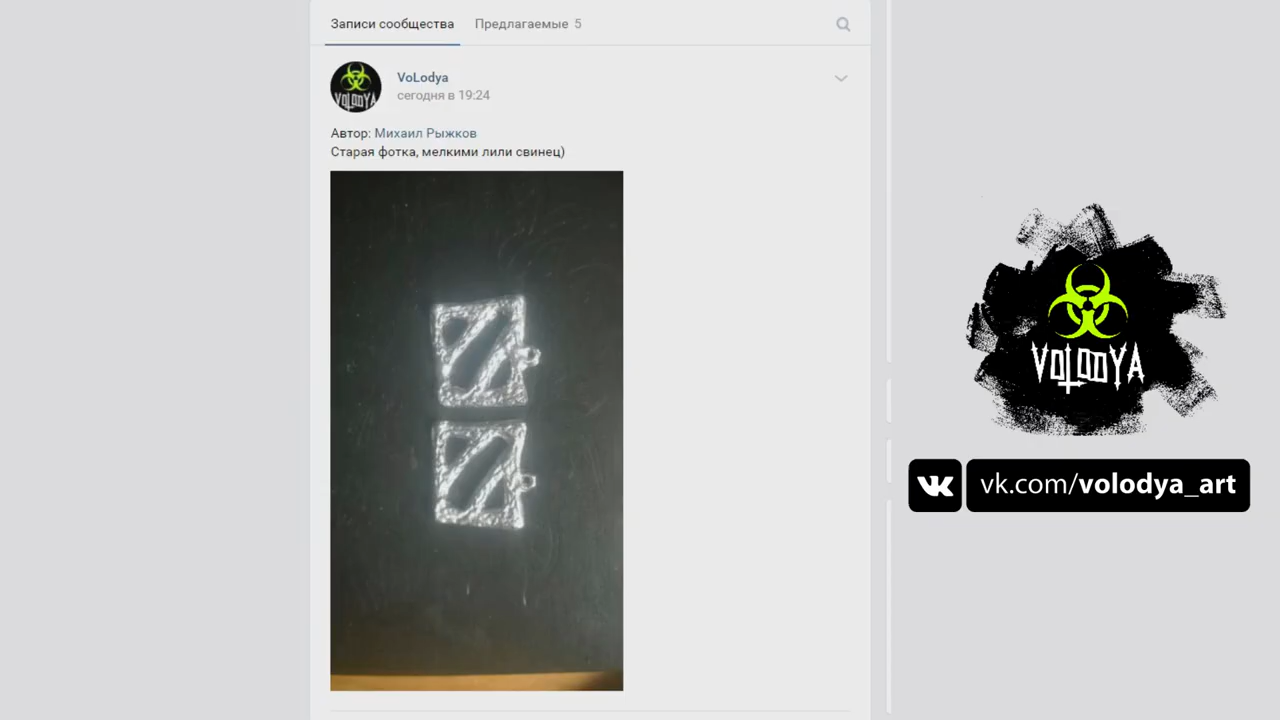 Записи сообщества
Предлагаемые 5
VOLODYA
VoLodya
сегодня в 19:24
Автор: Михаил Рыжков
Старая фотка, мелкими лили свинец)
VOLODYA
vk.com/volodya_art